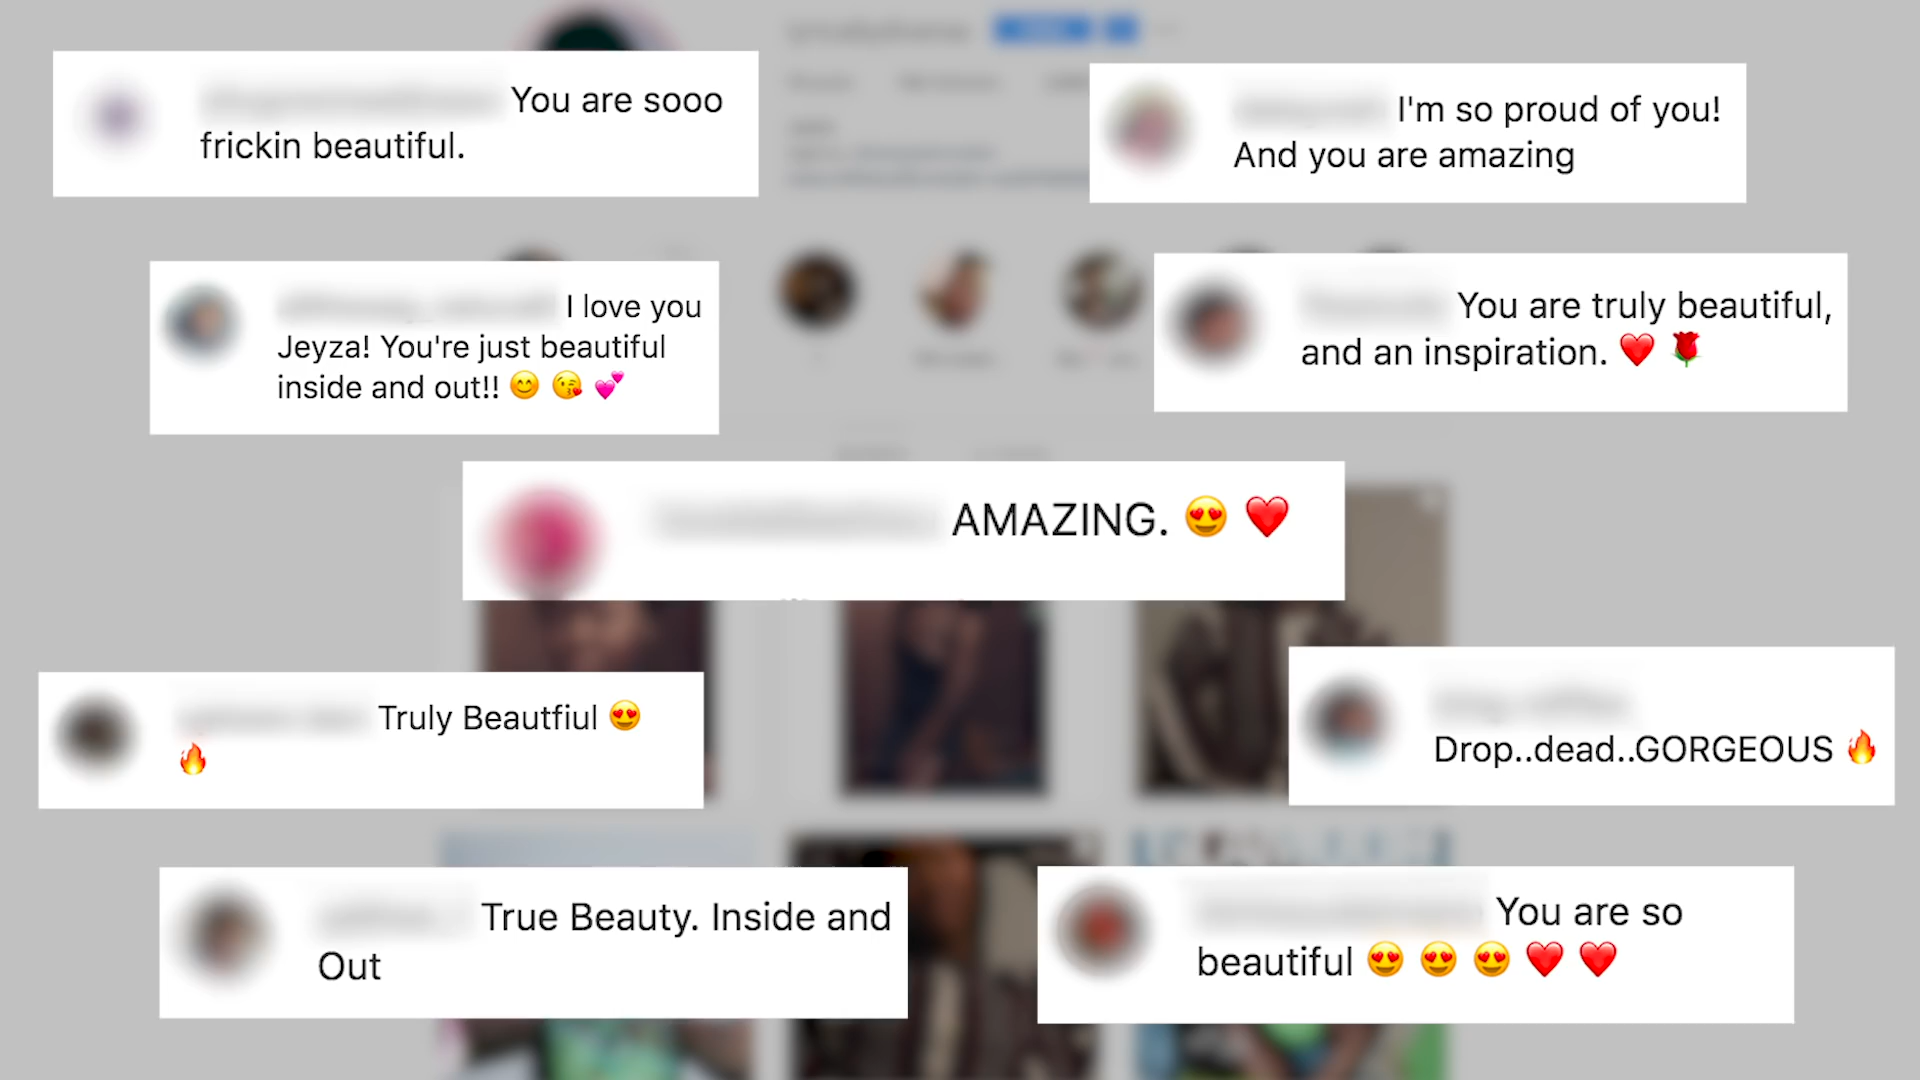 You are sooo
frickin beautiful.
I'm so proud of you!
And you are amazing
I love you
Jeyza! You're just beautiful
inside and out!! 😊 😘 💕
You are truly beautiful,
and an inspiration. ❤️ 🌹
AMAZING. 😍 ❤️
Truly Beautfiul 😍
🔥
Drop..dead..GORGEOUS 🔥
True Beauty. Inside and
Out
You are so
beautiful 😍 😍 😍 ❤️ ❤️